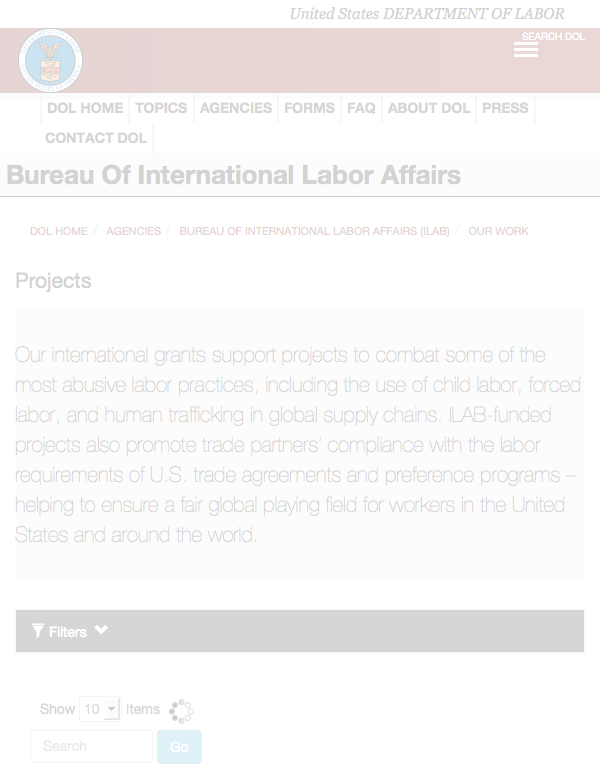 United States DEPARTMENT OF LABOR
SEARCH DOL
DOL HOME TOPICS AGENCIES FORMS FAQ ABOUT DOL PRESS
CONTACT DOL
Bureau Of International Labor Affairs
DOL HOME / AGENCIES / BUREAU OF INTERNATIONAL LABOR AFFAIRS (ILAB) / OUR WORK
Projects
Our international grants support projects to combat some of the
most abusive labor practices, including the use of child labor, forced
labor, and human trafficking in global supply chains. ILAB-funded
projects also promote trade partners' compliance with the labor
requirements of U.S. trade agreements and preference programs –
helping to ensure a fair global playing field for workers in the United
States and around the world.
Filters
Show 10 items
Search Go